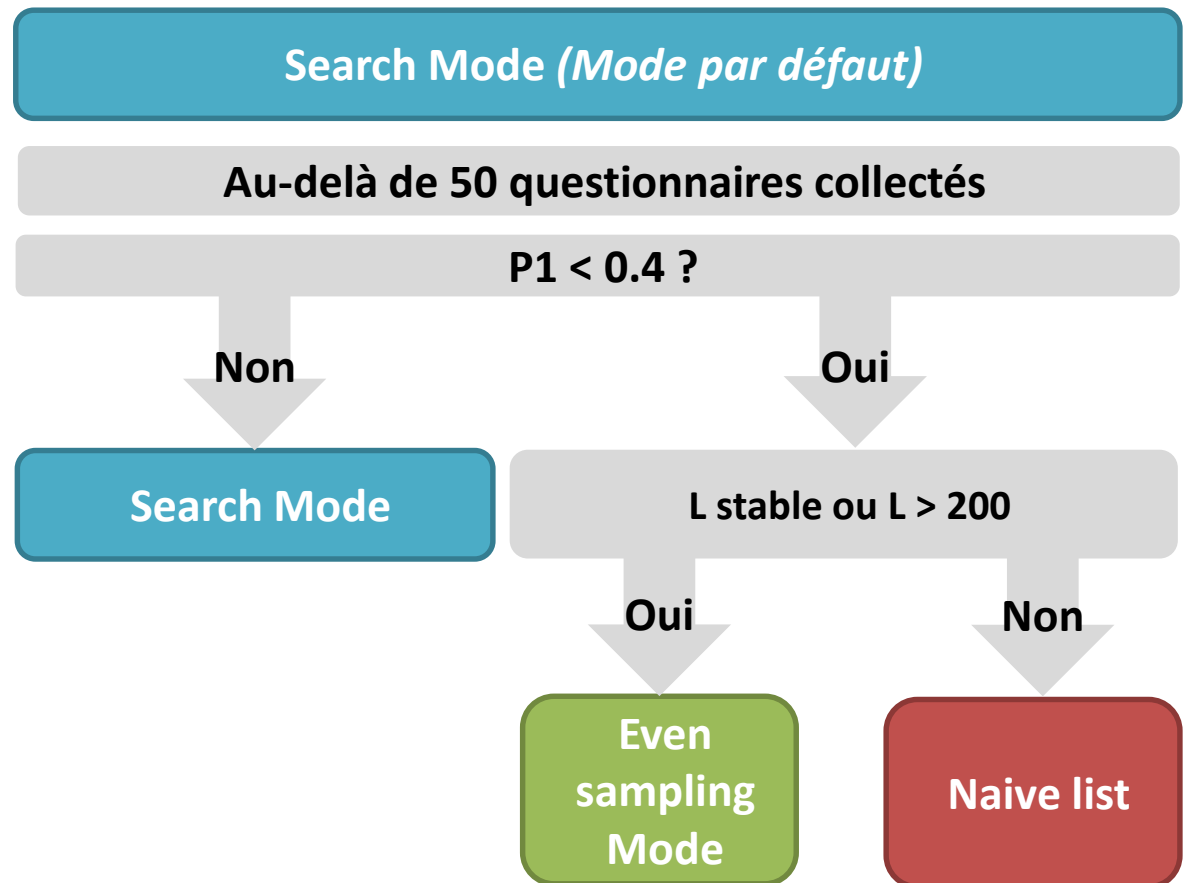 Search Mode (Mode par défaut)
Au-delà de 50 questionnaires collectés
P1 < 0.4 ?
Non
Oui
Search Mode
L stable ou L > 200
Oui
Non
Even
sampling
Mode
Naive list